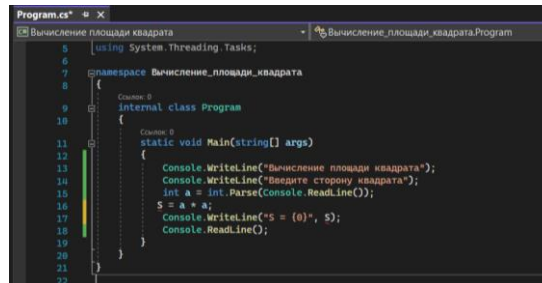 Program.cs*
Вычисление площади квадрата
Вычисление_площади_квадрата.Program
5 using System.Threading.Tasks;
6
7 namespace Вычисление_площади_квадрата
8 {
Ссылок: 0
9 internal class Program
10 {
Ссылок: 0
11 static void Main(string[] args)
12 {
13 Console.WriteLine("Вычисление площади квадрата");
14 Console.WriteLine("Введите сторону квадрата");
15 int a = int.Parse(Console.ReadLine());
16 S = a * a;
17 Console.WriteLine("S = {0}", S);
18 Console.ReadLine();
19 }
20 }
21 }
22